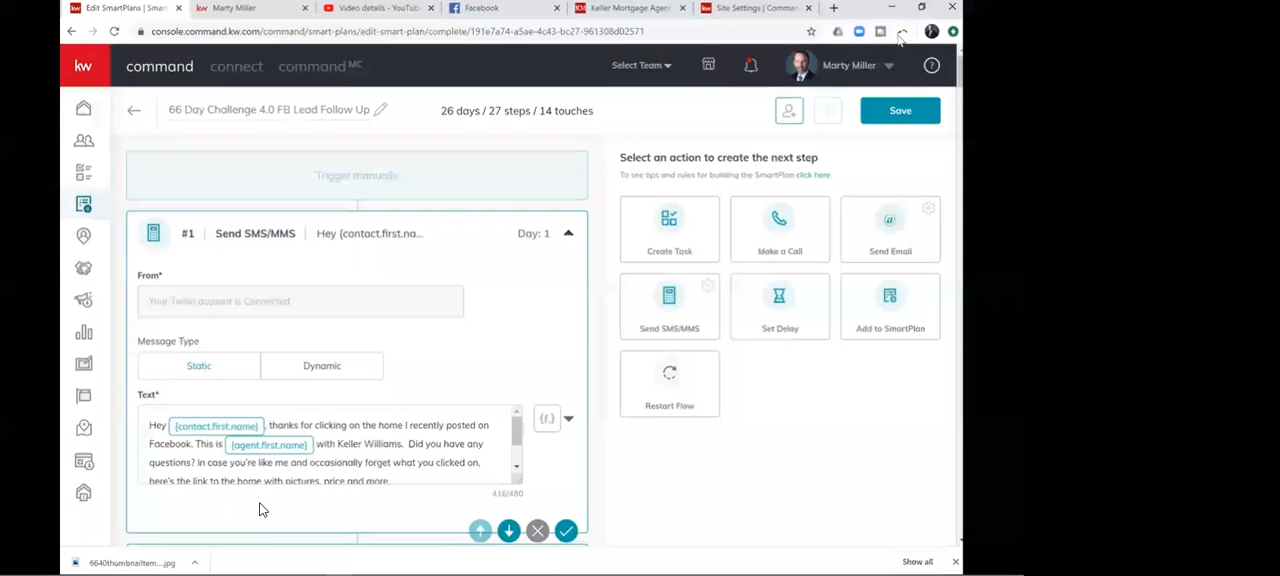 Edit SmartPlans | Smart
Marty Miller
Video details - YouTub
Facebook
Keller Mortgage Agen
Site Settings | Comman
console.command.kw.com/command/smart-plans/edit-smart-plan/complete/191e7a74-a5ae-4c43-bc27-961308d02571
kw
command
connect
command MC
Select Team
Marty Miller
66 Day Challenge 4.0 FB Lead Follow Up
26 days / 27 steps / 14 touches
Save
Trigger manually
#1
Send SMS/MMS
Hey {contact.first.na...
Day: 1
From*
Your Twilio account is Connected
Message Type
Static
Dynamic
Text*
Hey {contact.first.name}, thanks for clicking on the home I recently posted on
Facebook. This is {agent.first.name} with Keller Williams. Did you have any
questions? In case you're like me and occasionally forget what you clicked on,
here's the link to the home with pictures, price and more.
416/480
Select an action to create the next step
To see tips and rules for building the SmartPlan click here
Create Task
Make a Call
Send Email
Send SMS/MMS
Set Delay
Add to SmartPlan
Restart Flow
6640thumbnailtem....jpg
Show all